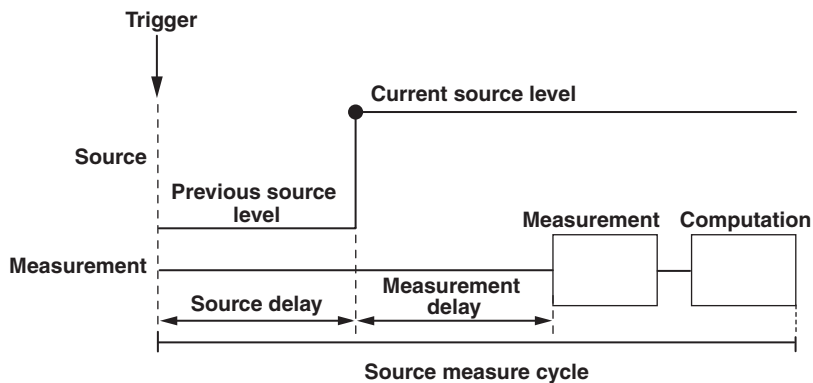 Trigger
Current source level
Source
Previous source
level
Measurement Computation
Measurement
Source delay
Measurement
delay
Source measure cycle